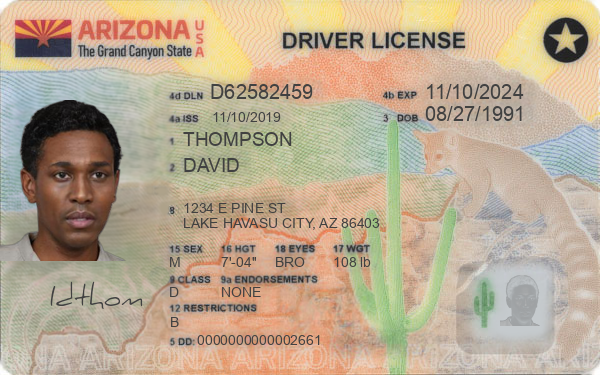 ARIZONA USA
The Grand Canyon State
DRIVER LICENSE
4d DLN D62582459
4b EXP 11/10/2024
4a ISS 11/10/2019
3 DOB 08/27/1991
1 THOMPSON
2 DAVID
8 1234 E PINE ST
LAKE HAVASU CITY, AZ 86403
15 SEX 16 HGT 18 EYES 17 WGT
M 7'-04" BRO 108 lb
9 CLASS 9a ENDORSEMENTS
D NONE
12 RESTRICTIONS
B
5 DD: 0000000000002661
Idthom
ARIZONA ARIZONA ARIZONA ARIZONA